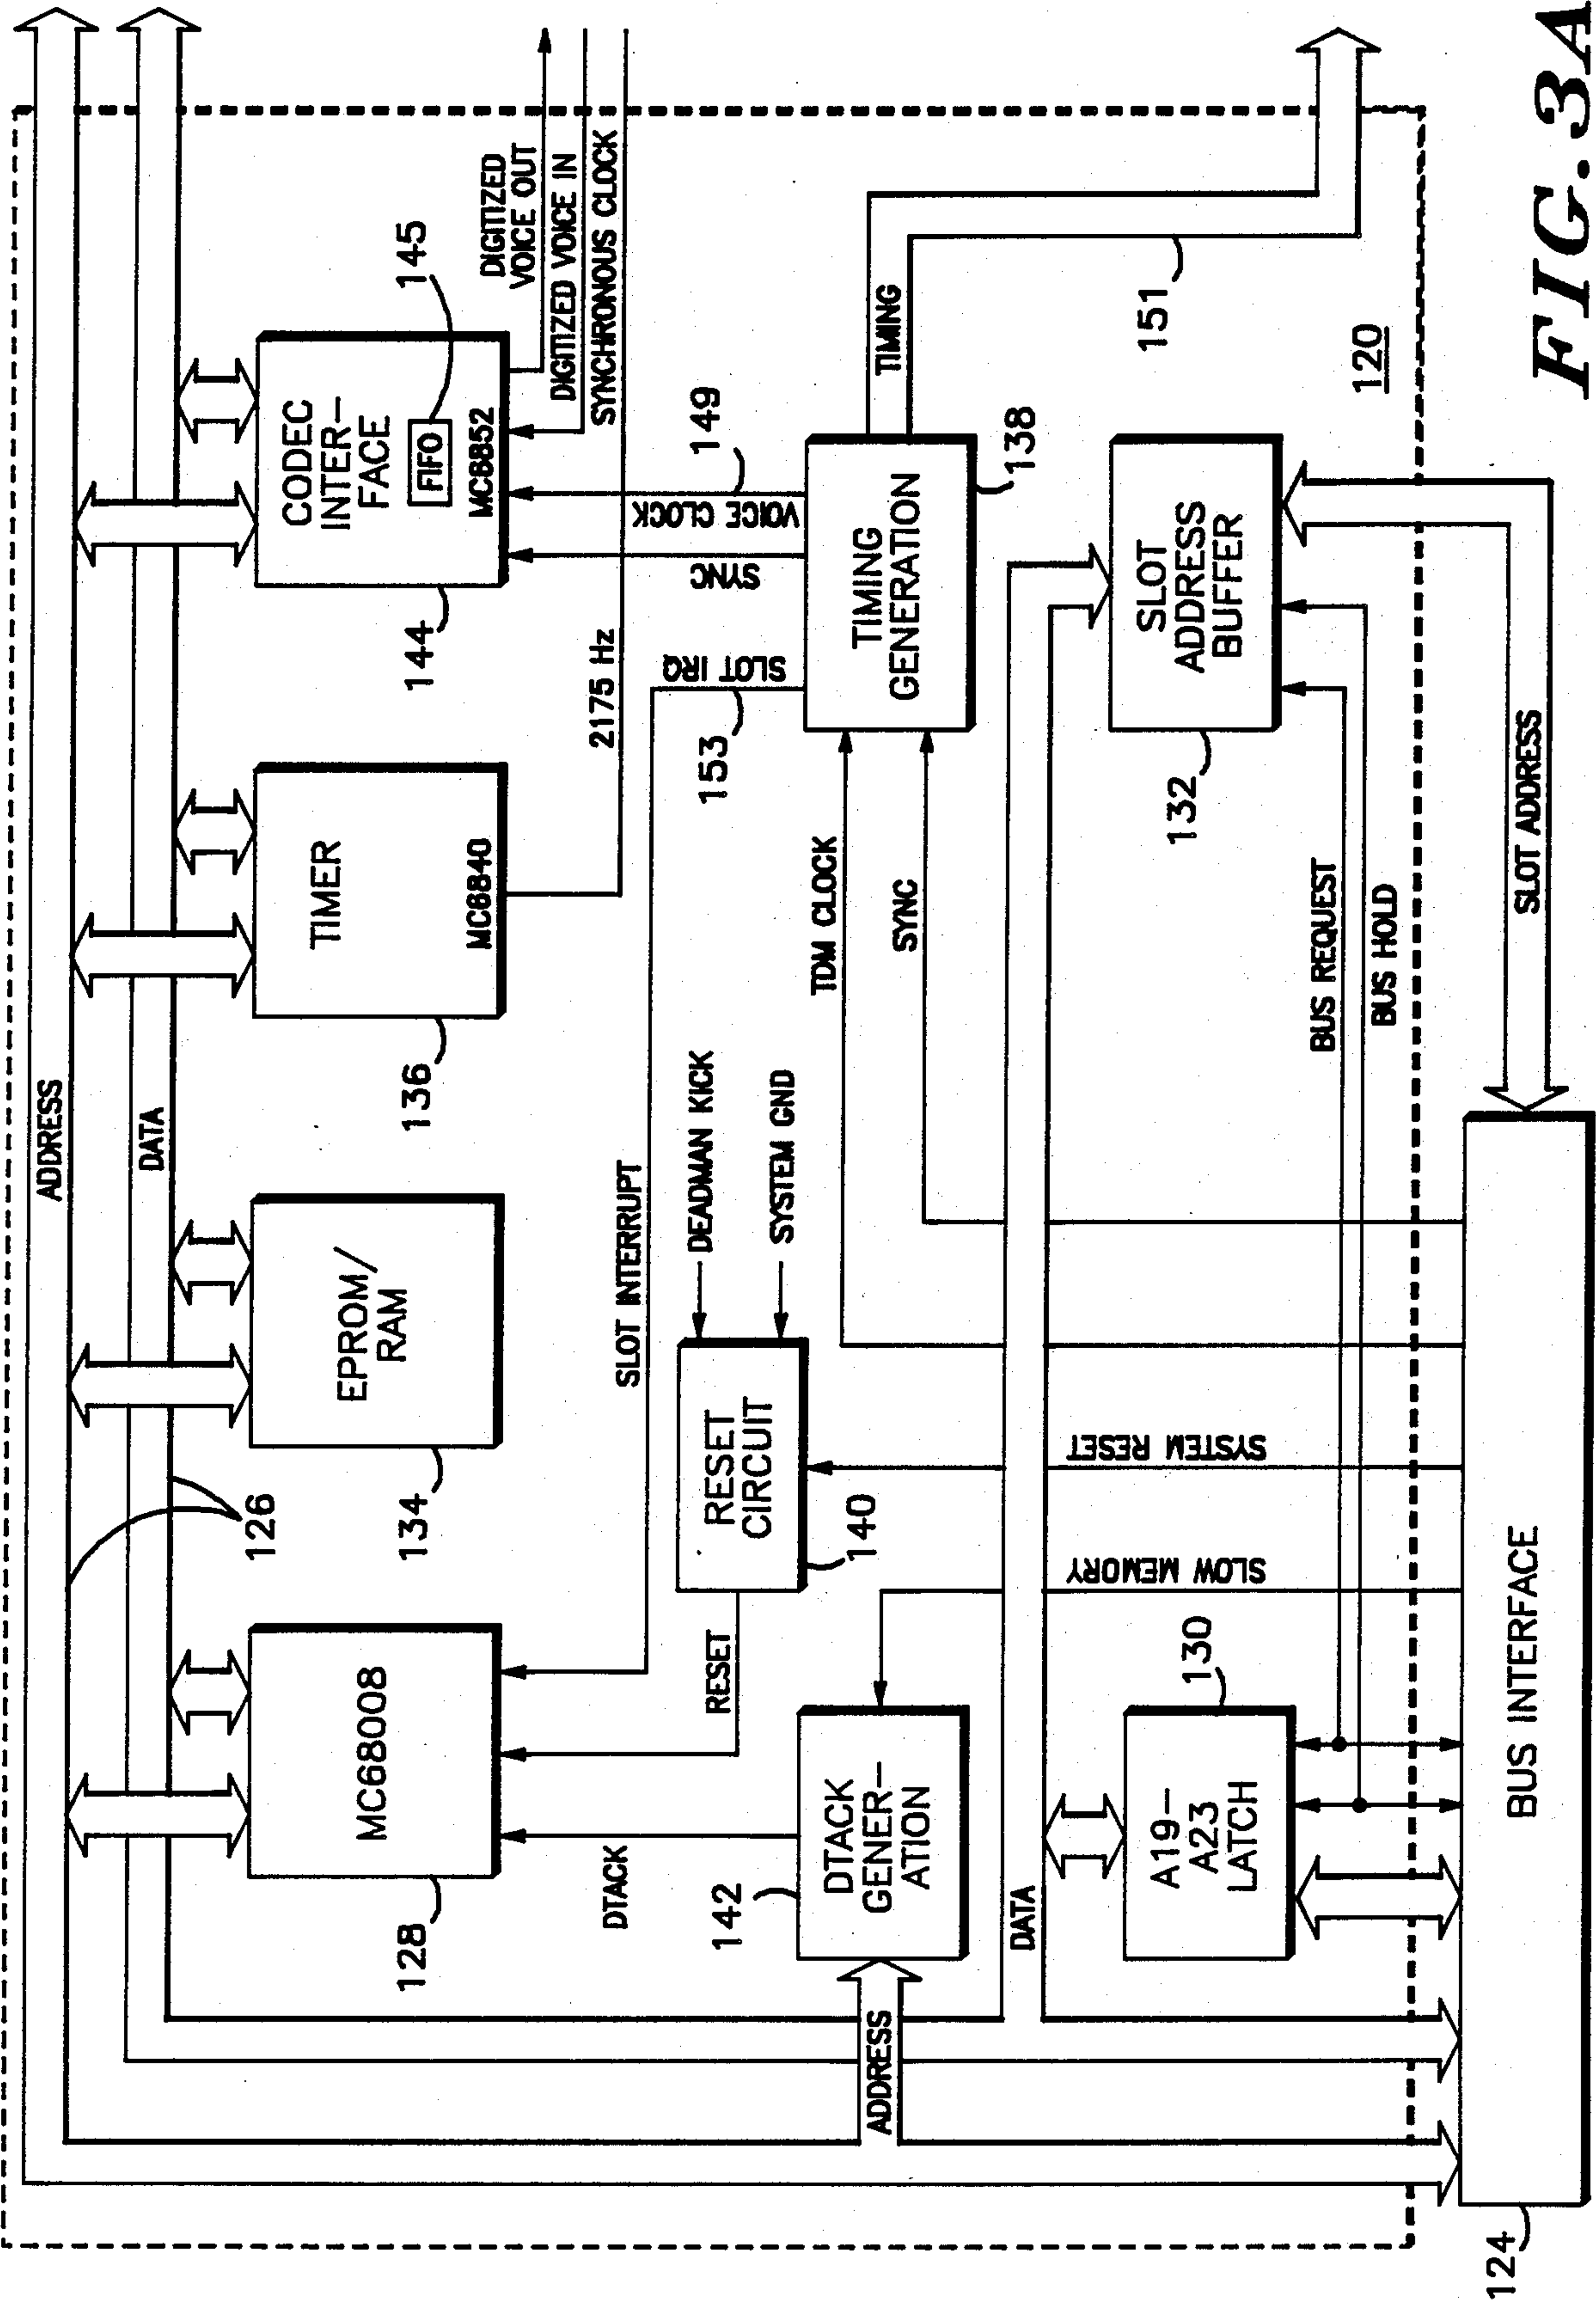 ADDRESS
DATA
126
MC68008
128
EPROM/
RAM
134
TIMER
MC6840
136
CODEC
INTER-
FACE
FIFO
MC6852
144
145
DIGITIZED
VOICE OUT
DIGITIZED VOICE IN
SYNCHRONOUS CLOCK
2175 Hz
SLOT INTERRUPT
DTACK
RESET
DEADMAN KICK
SYSTEM GND
RESET
CIRCUIT
140
SLOT IRQ
153
SYNC
VOICE CLOCK
149
142
DTACK
GENER-
ATION
ADDRESS
TDM CLOCK
SYNC
TIMING
GENERATION
138
TIMING
151
DATA
SLOW MEMORY
SYSTEM RESET
A19-
A23
LATCH
130
SLOT
ADDRESS
BUFFER
132
BUS REQUEST
BUS HOLD
120
SLOT ADDRESS
BUS INTERFACE
124
FIG.3A